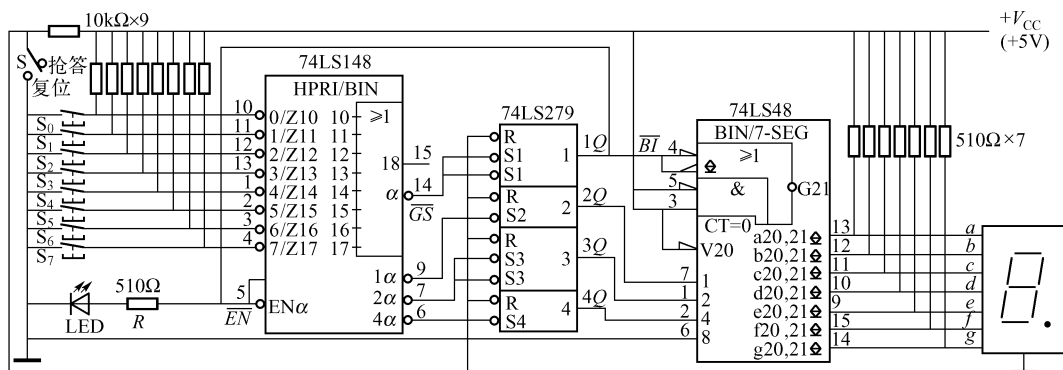 10kΩ×9
+V_CC
(+5V)
S
抢答
复位
74LS148
HPRI/BIN
S0
S1
S2
S3
S4
S5
S6
S7
10
11
12
13
1
2
3
4
0/Z10
1/Z11
2/Z12
3/Z13
4/Z14
5/Z15
6/Z16
7/Z17
10
11
12
13
14
15
16
17
≥1
18
15
α
14
G̅S̅
1α
9
2α
7
4α
6
5
E̅N̅
ENα
LED
510Ω
R
74LS279
R
S1
S1
1
1Q
R
S2
2
2Q
R
S3
S3
3
3Q
R
S4
4
4Q
74LS48
BIN/7-SEG
B̅I̅
4
5
3
≥1
&
G21
CT=0
V20
7
1
2
6
1
2
4
8
a20,21
b20,21
c20,21
d20,21
e20,21
f20,21
g20,21
13
12
11
10
9
15
14
a
b
c
d
e
f
g
510Ω×7